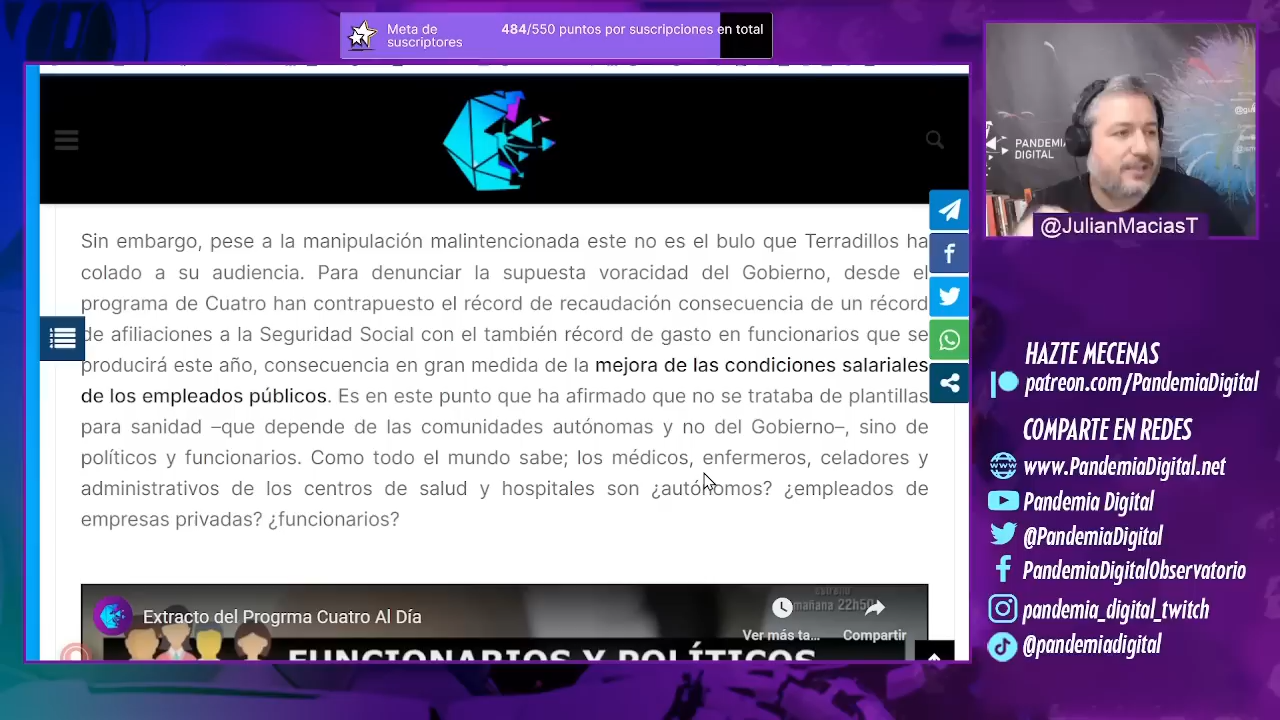 Meta de
suscriptores
484/550 puntos por suscripciones en total
PANDEMIA
DIGITAL
@JulianMaciasT
Sin embargo, pese a la manipulación malintencionada este no es el bulo que Terradillos ha
colado a su audiencia. Para denunciar la supuesta voracidad del Gobierno, desde el
programa de Cuatro han contrapuesto el récord de recaudación consecuencia de un récord
de afiliaciones a la Seguridad Social con el también récord de gasto en funcionarios que se
producirá este año, consecuencia en gran medida de la mejora de las condiciones salariales
de los empleados públicos. Es en este punto que ha afirmado que no se trataba de plantillas
para sanidad –que depende de las comunidades autónomas y no del Gobierno–, sino de
políticos y funcionarios. Como todo el mundo sabe; los médicos, enfermeros, celadores y
administrativos de los centros de salud y hospitales son ¿autónomos? ¿empleados de
empresas privadas? ¿funcionarios?
Extracto del Progrma Cuatro Al Día
mañana 22h50
Ver más ta...
Compartir
FUNCIONARIOS Y POLÍTICOS
HAZTE MECENAS
patreon.com/PandemiaDigital
COMPARTE EN REDES
www.PandemiaDigital.net
Pandemia Digital
@PandemiaDigital
PandemiaDigitalObservatorio
pandemia_digital_twitch
@pandemiadigital